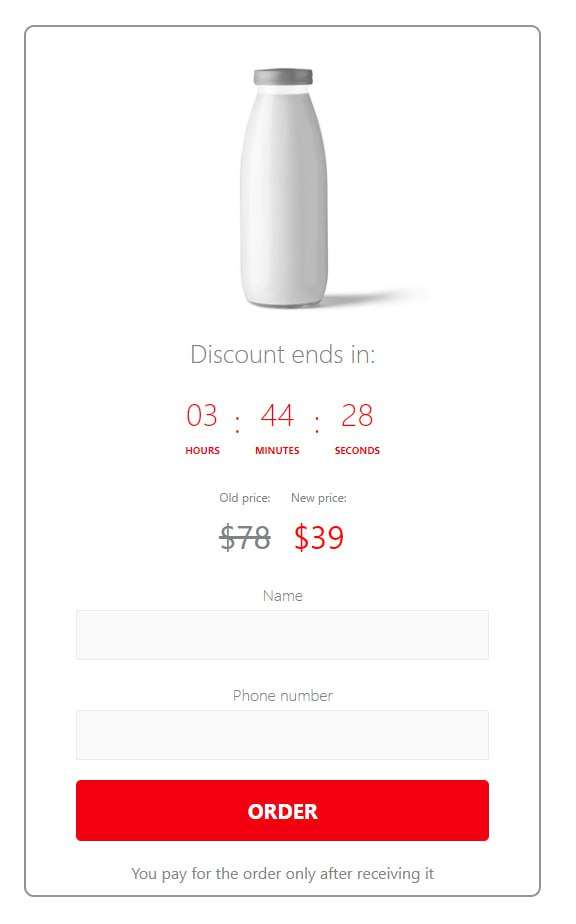 Discount ends in:
03 : 44 : 28
HOURS MINUTES SECONDS
Old price: New price:
$78 $39
Name
Phone number
ORDER
You pay for the order only after receiving it